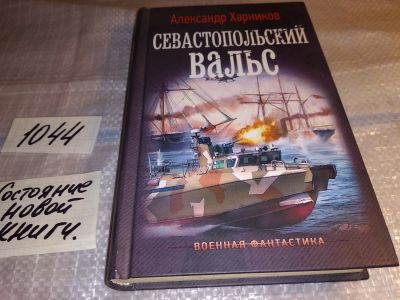 Александр Харников
СЕВАСТОПОЛЬСКИЙ
ВАЛЬС
ВОЕННАЯ ФАНТАСТИКА
1044
Состояние
новой
книги.